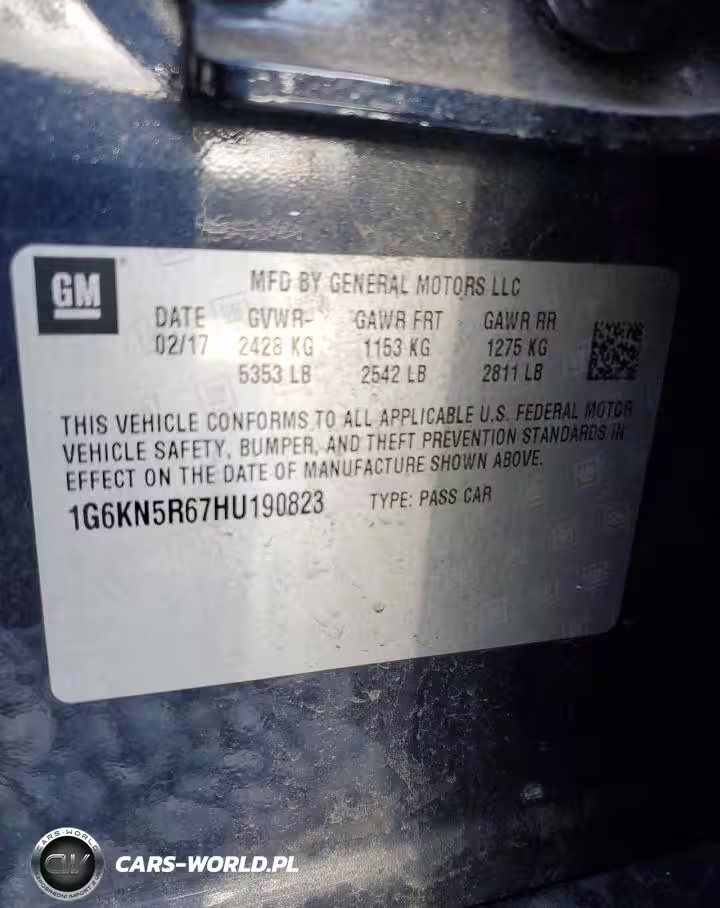 GM
MFD BY GENERAL MOTORS LLC
DATE GVWR GAWR FRT GAWR RR
02/17 2428 KG 1153 KG 1275 KG
5353 LB 2542 LB 2811 LB
THIS VEHICLE CONFORMS TO ALL APPLICABLE U.S. FEDERAL MOTOR
VEHICLE SAFETY, BUMPER, AND THEFT PREVENTION STANDARDS IN
EFFECT ON THE DATE OF MANUFACTURE SHOWN ABOVE.
1G6KN5R67HU190823 TYPE: PASS CAR
CARS-WORLD
CARS-WORLD.PL